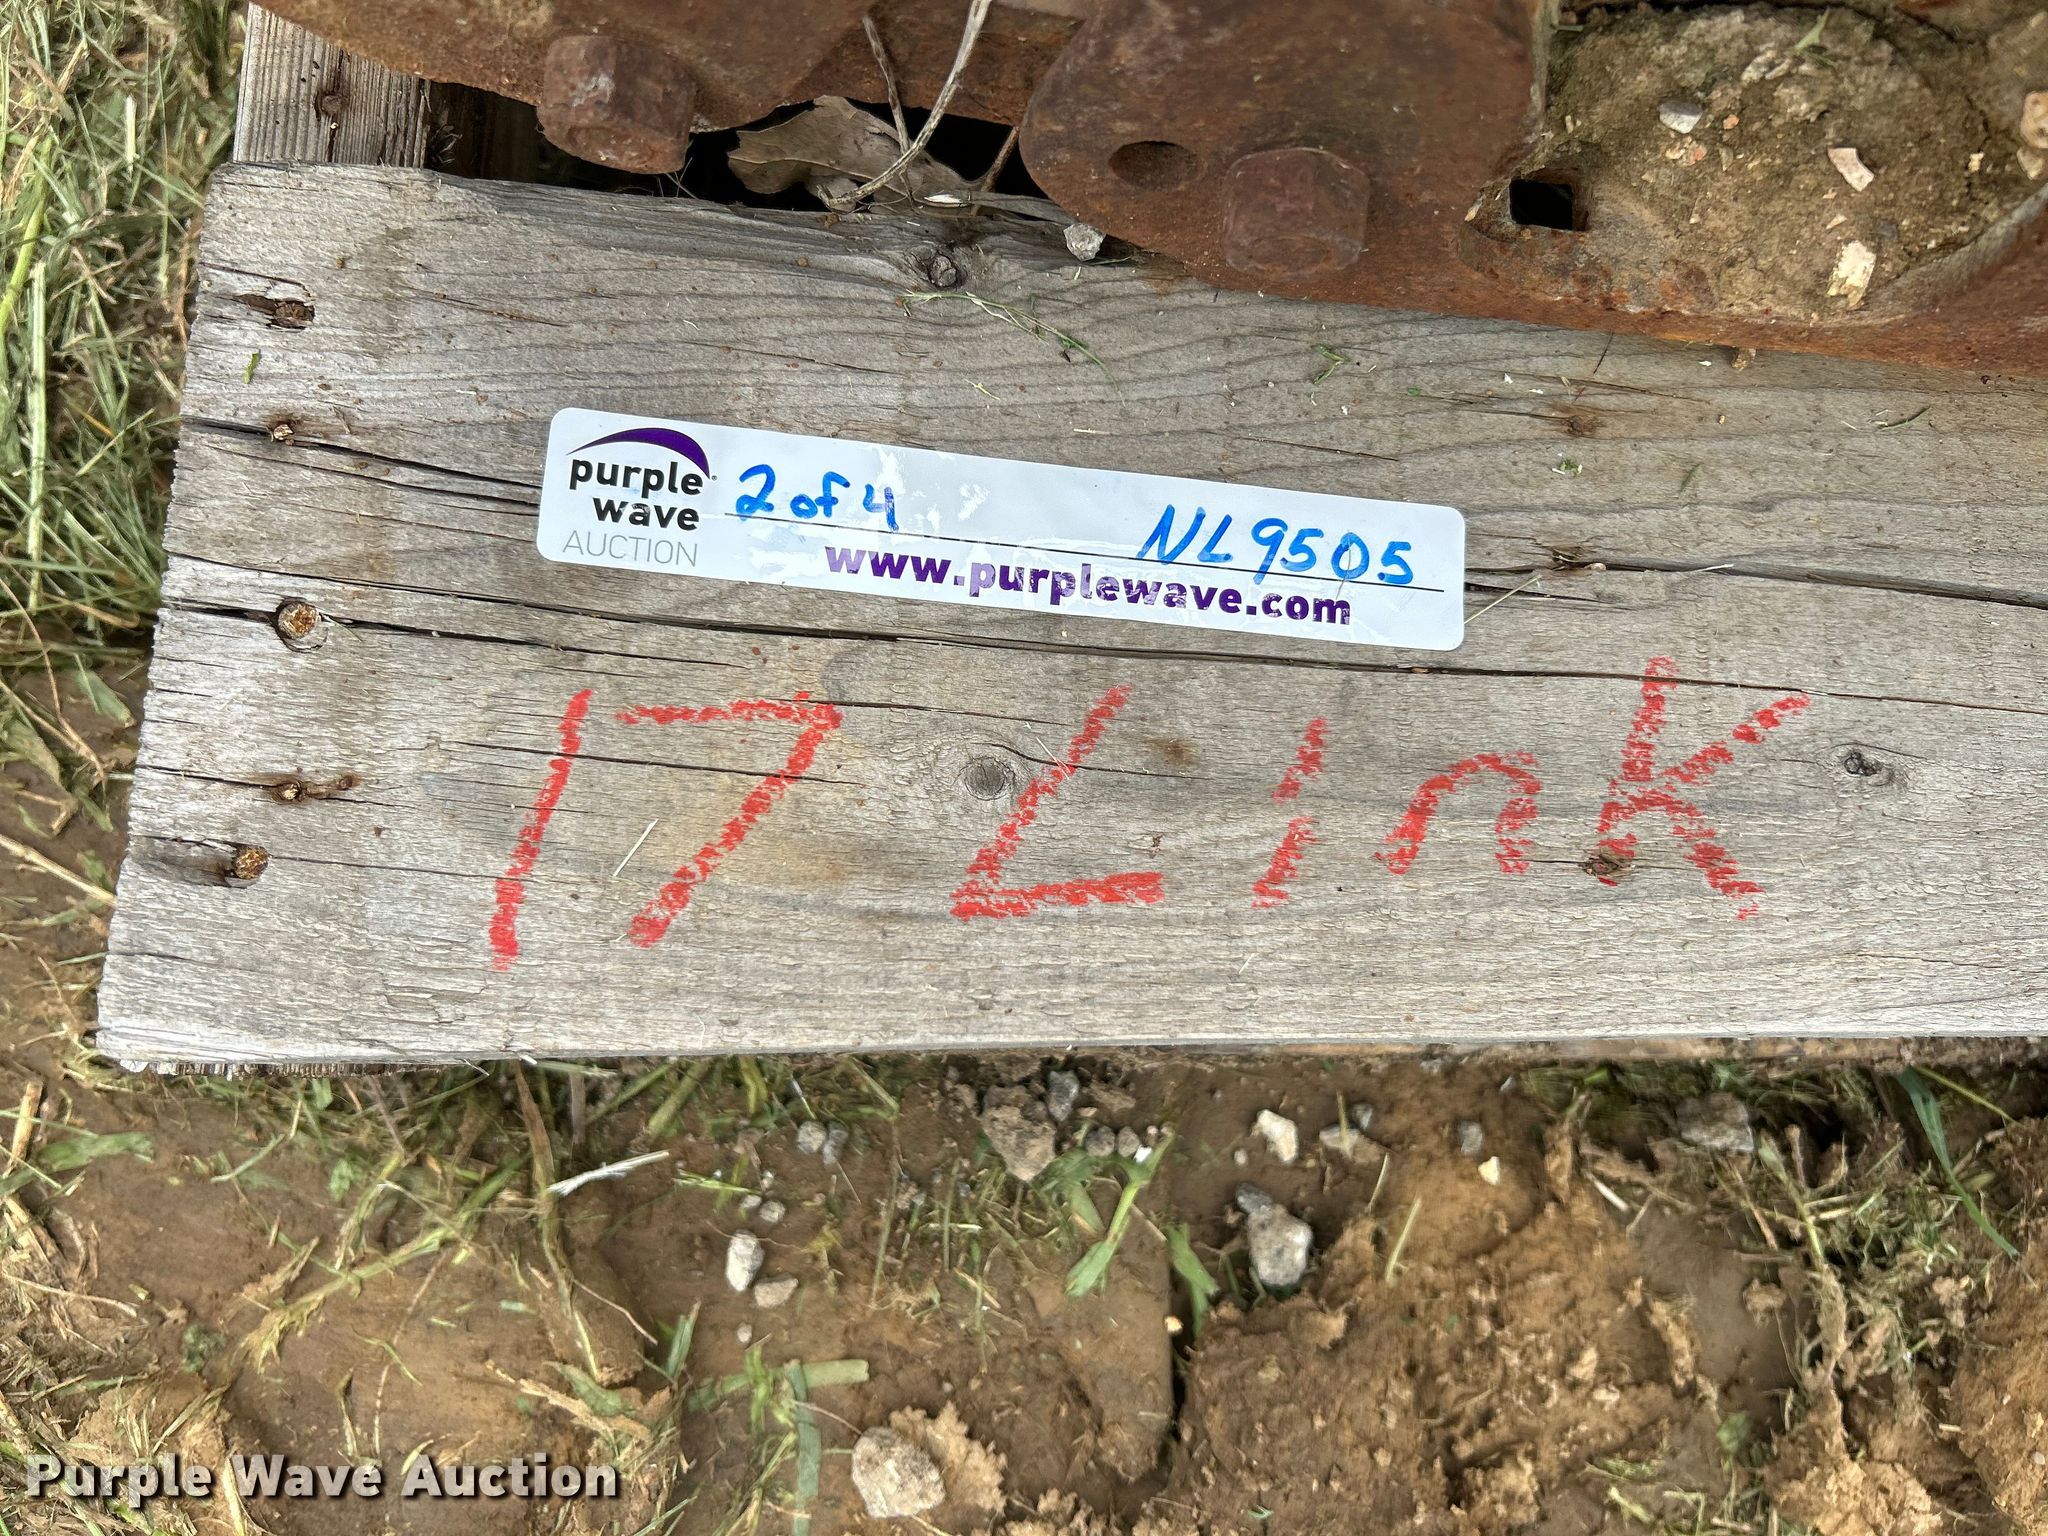 purple
wave
AUCTION
2 of 4 NL9505
www.purplewave.com
17 Link
Purple Wave Auction